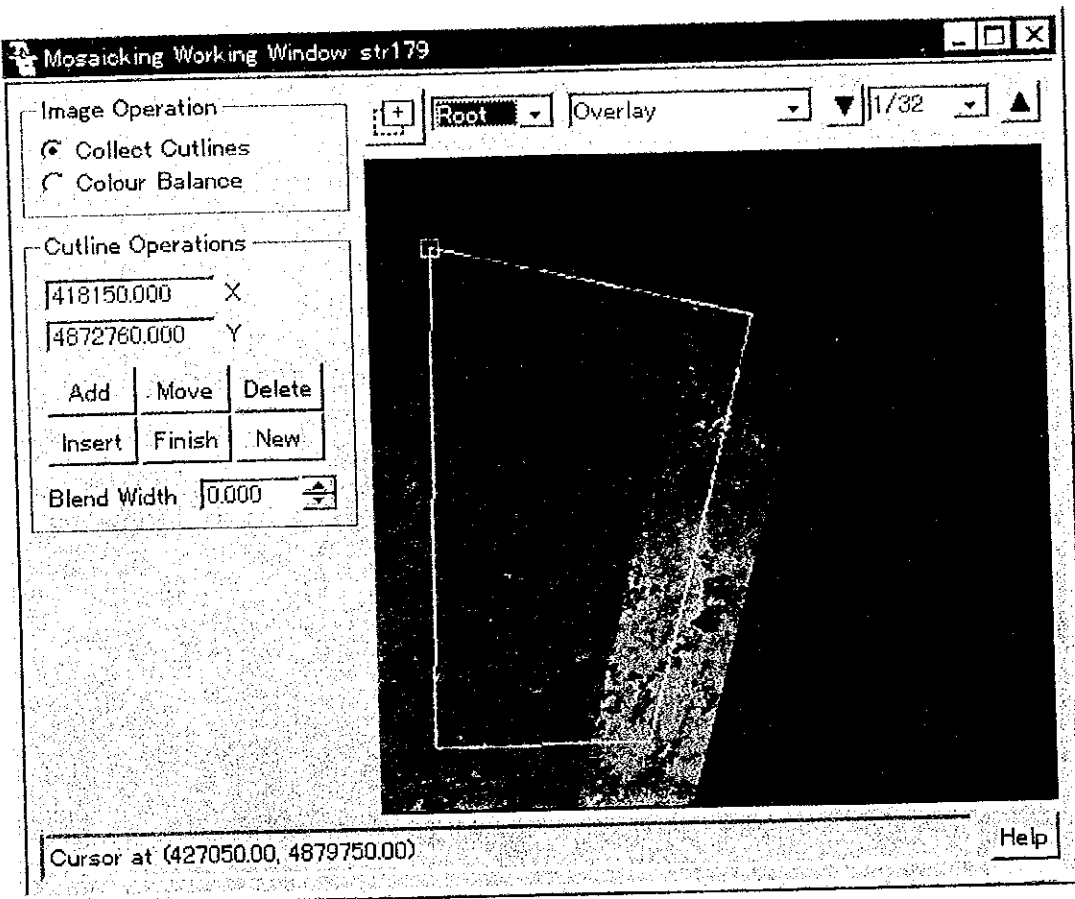 Mosaicking Working Window str179
Image Operation
Collect Cutlines
Colour Balance
Root
Overlay
1/32
Cutline Operations
418150.000 X
4872760.000 Y
Add Move Delete
Insert Finish New
Blend Width 0.000
Cursor at (427050.00, 4879750.00)
Help